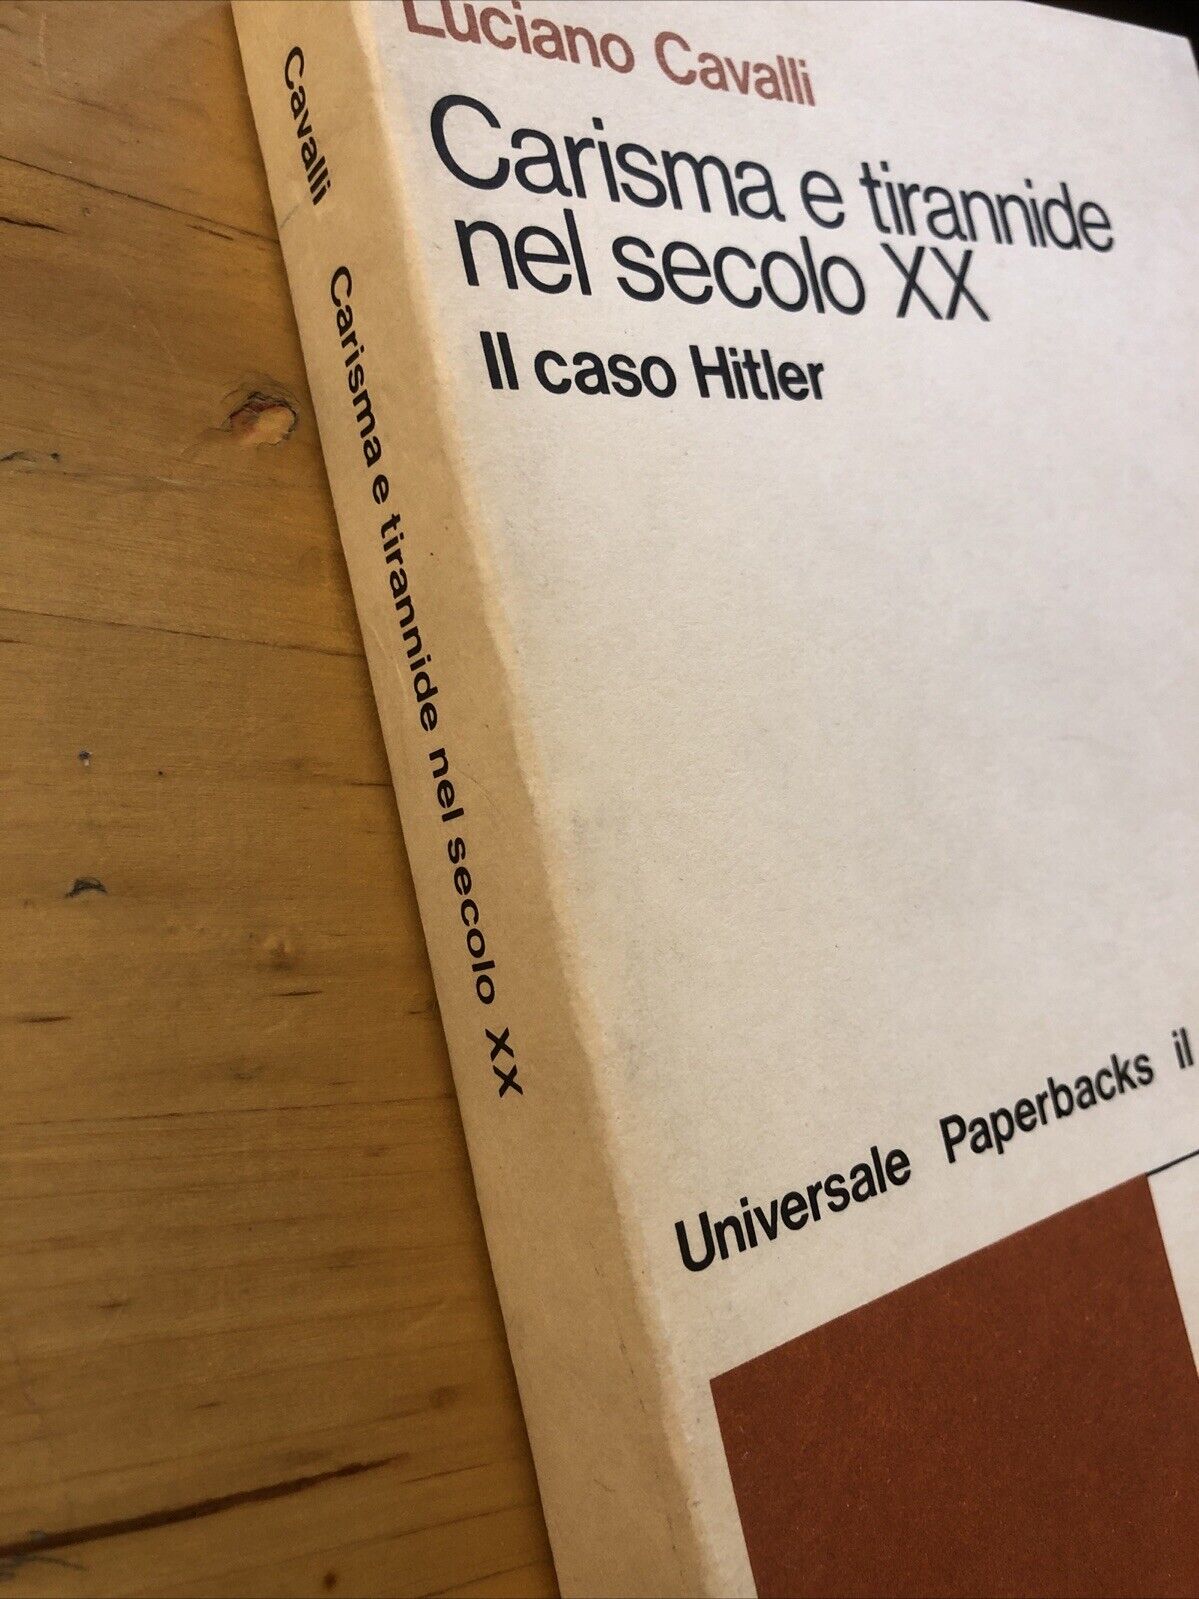 Luciano Cavalli
Carisma e tirannide
nel secolo XX
Il caso Hitler
Universale Paperbacks il
Cavalli Carisma e tirannide nel secolo XX